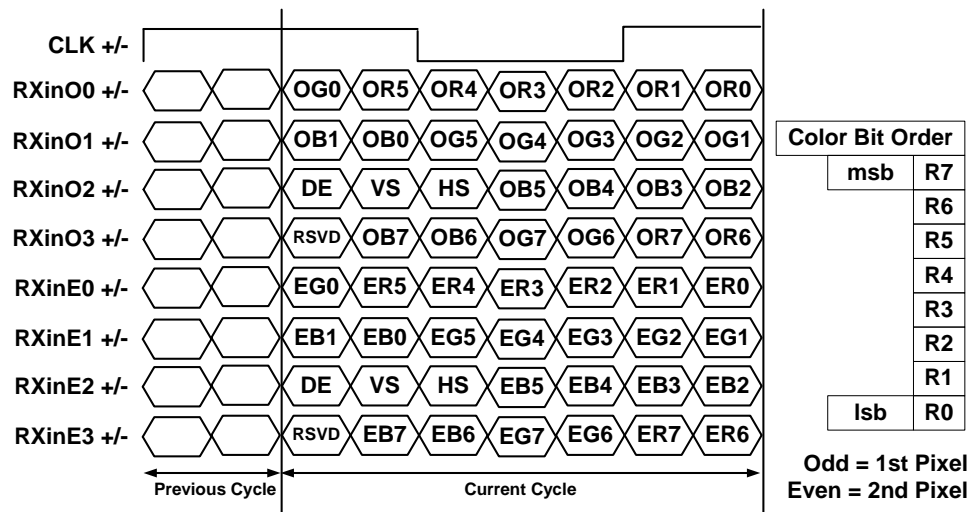 CLK +/-
RXinO0 +/- OG0 OR5 OR4 OR3 OR2 OR1 OR0
RXinO1 +/- OB1 OB0 OG5 OG4 OG3 OG2 OG1
RXinO2 +/- DE VS HS OB5 OB4 OB3 OB2
RXinO3 +/- RSVD OB7 OB6 OG7 OG6 OR7 OR6
RXinE0 +/- EG0 ER5 ER4 ER3 ER2 ER1 ER0
RXinE1 +/- EB1 EB0 EG5 EG4 EG3 EG2 EG1
RXinE2 +/- DE VS HS EB5 EB4 EB3 EB2
RXinE3 +/- RSVD EB7 EB6 EG7 EG6 ER7 ER6
Previous Cycle Current Cycle
Color Bit Order
msb R7
R6
R5
R4
R3
R2
R1
lsb R0
Odd = 1st Pixel
Even = 2nd Pixel